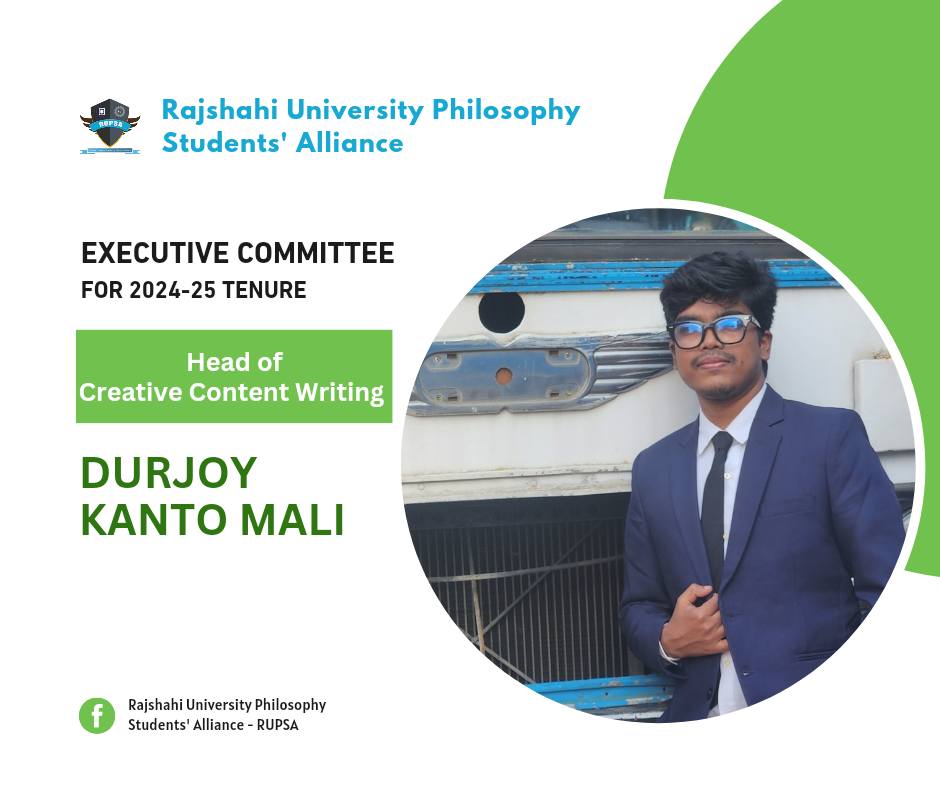 RUPSA
Rajshahi University Philosophy
Students' Alliance
EXECUTIVE COMMITTEE
FOR 2024-25 TENURE
Head of
Creative Content Writing
DURJOY
KANTO MALI
Rajshahi University Philosophy
Students' Alliance - RUPSA